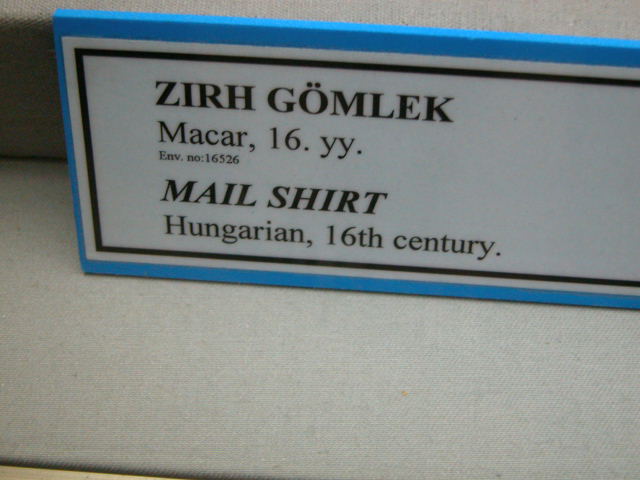 ZIRH GÖMLEK
Macar, 16. yy.
Env. no:16526
MAIL SHIRT
Hungarian, 16th century.